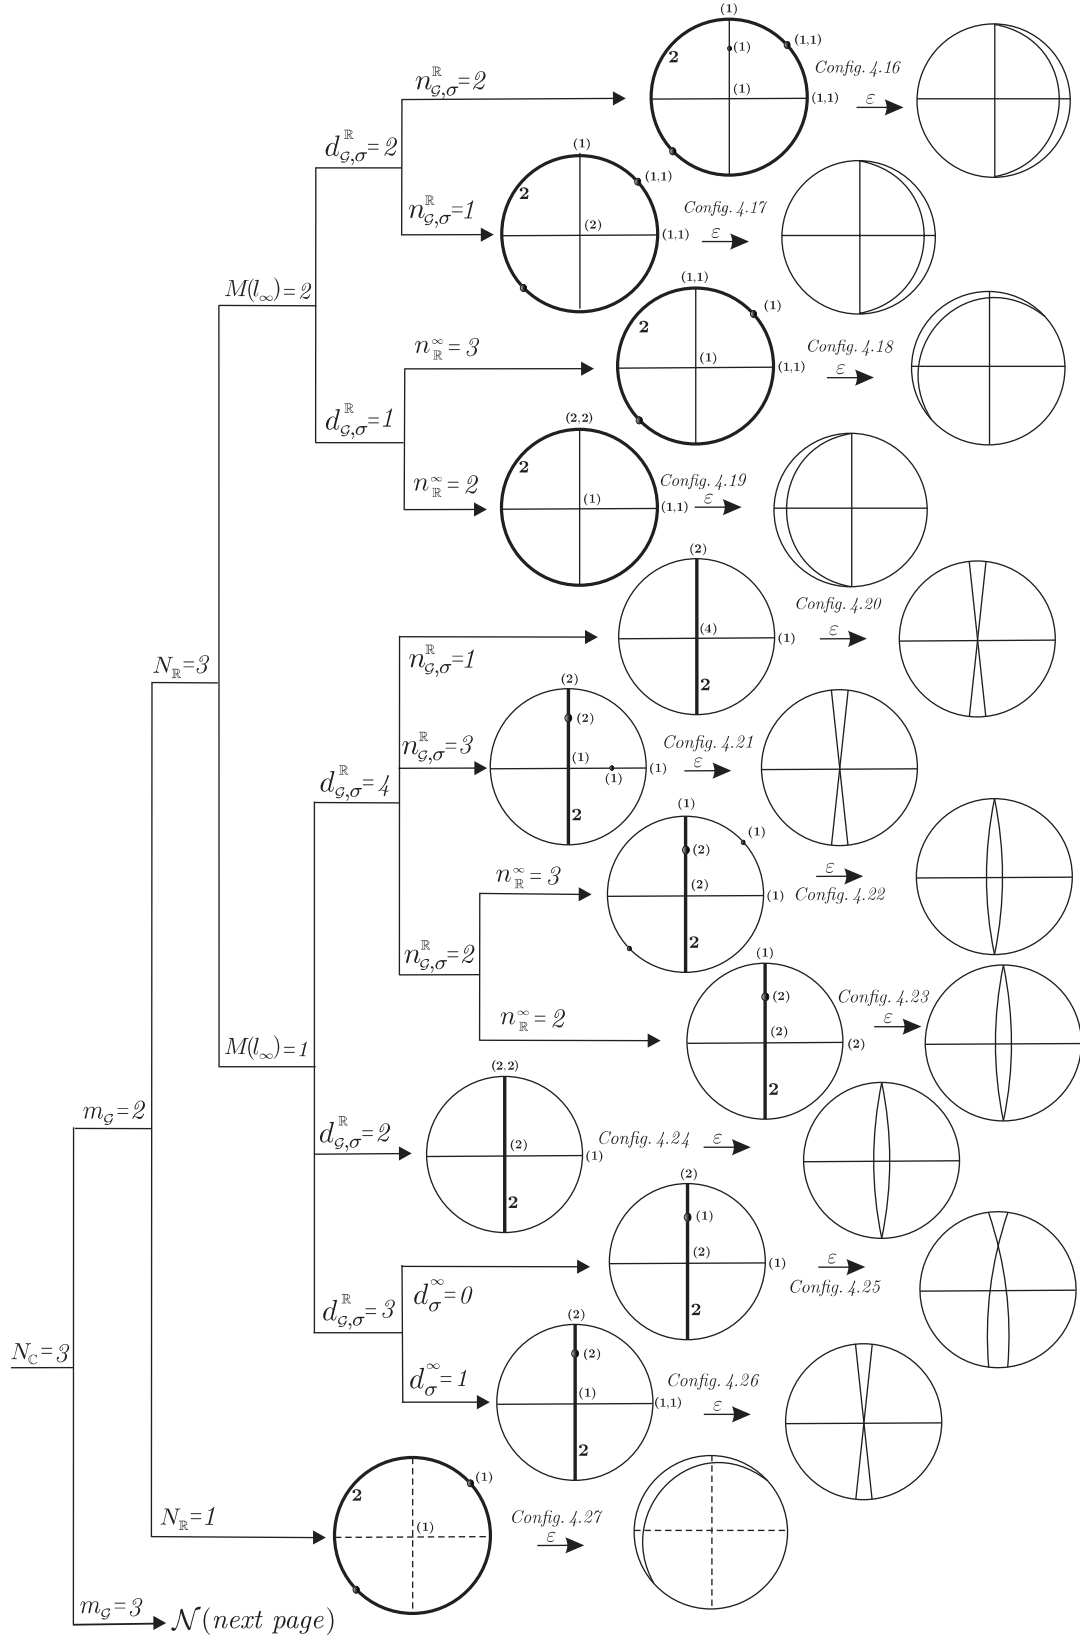 (1)
2
(1)
(1,1)
(1)
(1,1)
Config. 4.16
ε
n^ℝ_{𝒢,σ}=2
d^ℝ_{𝒢,σ}=2
n^ℝ_{𝒢,σ}=1
(1)
2
(1,1)
(2)
(1,1)
Config. 4.17
ε
M(l_∞)=2
n^∞_ℝ=3
(1,1)
2
(1)
(1)
(1,1)
Config. 4.18
ε
d^ℝ_{𝒢,σ}=1
n^∞_ℝ=2
(2,2)
2
(1)
(1,1)
Config. 4.19
ε
N_ℝ=3
n^ℝ_{𝒢,σ}=1
(2)
(4)
(1)
2
Config. 4.20
ε
d^ℝ_{𝒢,σ}=4
n^ℝ_{𝒢,σ}=3
(2)
(2)
(1)
(1)
(1)
2
Config. 4.21
ε
n^ℝ_{𝒢,σ}=2
n^∞_ℝ=3
(1)
(1)
(2)
(2)
(1)
2
ε
Config. 4.22
n^∞_ℝ=2
(1)
(2)
(2)
(2)
2
Config. 4.23
ε
M(l_∞)=1
d^ℝ_{𝒢,σ}=2
(2,2)
(2)
(1)
2
Config. 4.24
ε
d^ℝ_{𝒢,σ}=3
d^∞_σ=0
(2)
(1)
(2)
(1)
2
ε
Config. 4.25
d^∞_σ=1
(2)
(2)
(1)
(1,1)
2
Config. 4.26
ε
N_ℂ=3
m_𝒢=2
N_ℝ=1
2
(1)
(1)
Config. 4.27
ε
m_𝒢=3
𝒩(next page)